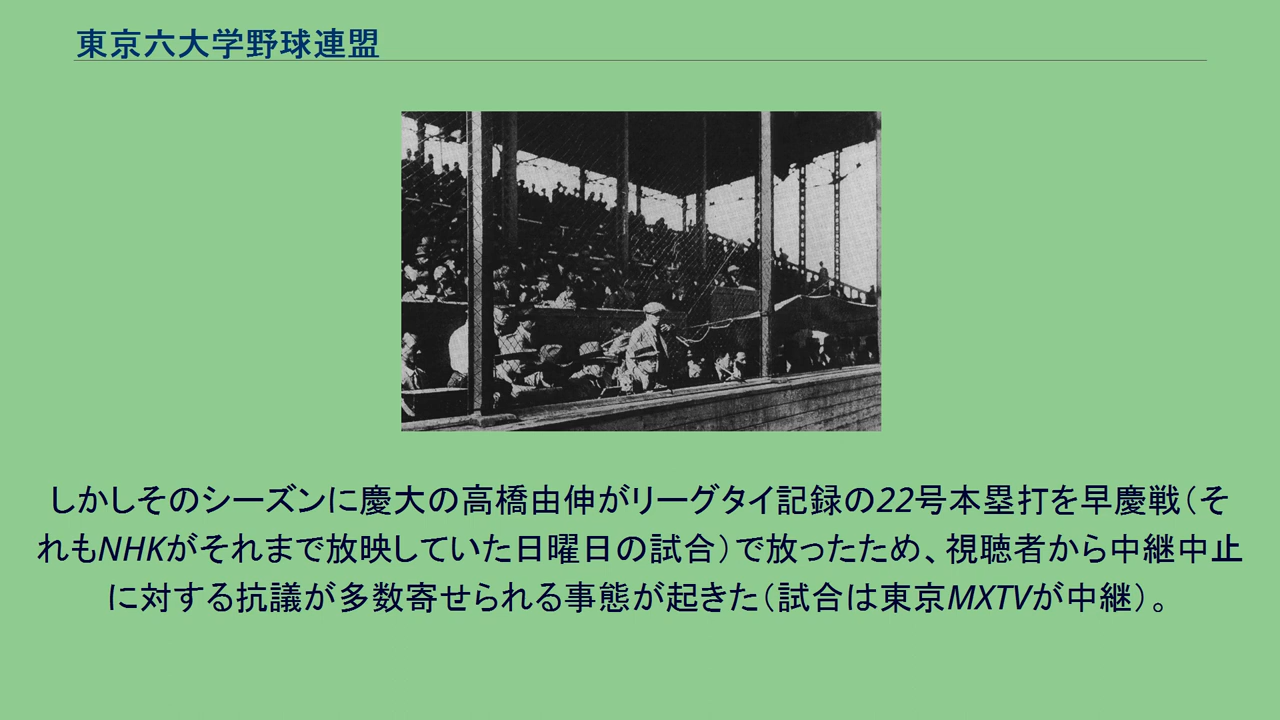 東京六大学野球連盟
しかしそのシーズンに慶大の高橋由伸がリーグタイ記録の22号本塁打を早慶戦（そ
れもNHKがそれまで放映していた日曜日の試合）で放ったため、視聴者から中継中止
に対する抗議が多数寄せられる事態が起きた（試合は東京MXTVが中継）。